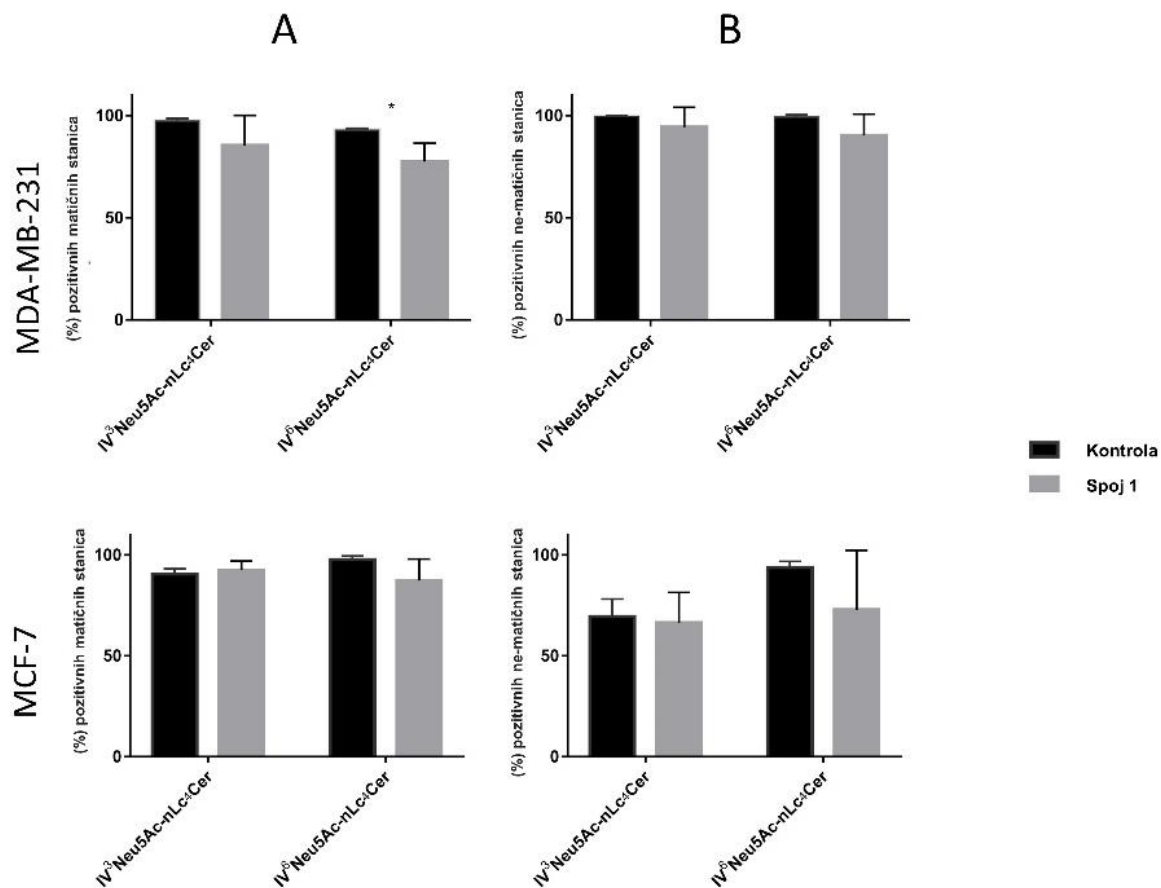 A
B
MDA-MB-231
(%) pozitivnih matičnih stanica
100
50
0
*
IV³Neu5Ac-nLc₄Cer
IV⁶Neu5Ac-nLc₄Cer
(%) pozitivnih ne-matičnih stanica
100
50
0
IV³Neu5Ac-nLc₄Cer
IV⁶Neu5Ac-nLc₄Cer
Kontrola
Spoj 1
MCF-7
(%) pozitivnih matičnih stanica
100
50
0
IV³Neu5Ac-nLc₄Cer
IV⁶Neu5Ac-nLc₄Cer
(%) pozitivnih ne-matičnih stanica
100
50
0
IV³Neu5Ac-nLc₄Cer
IV⁶Neu5Ac-nLc₄Cer